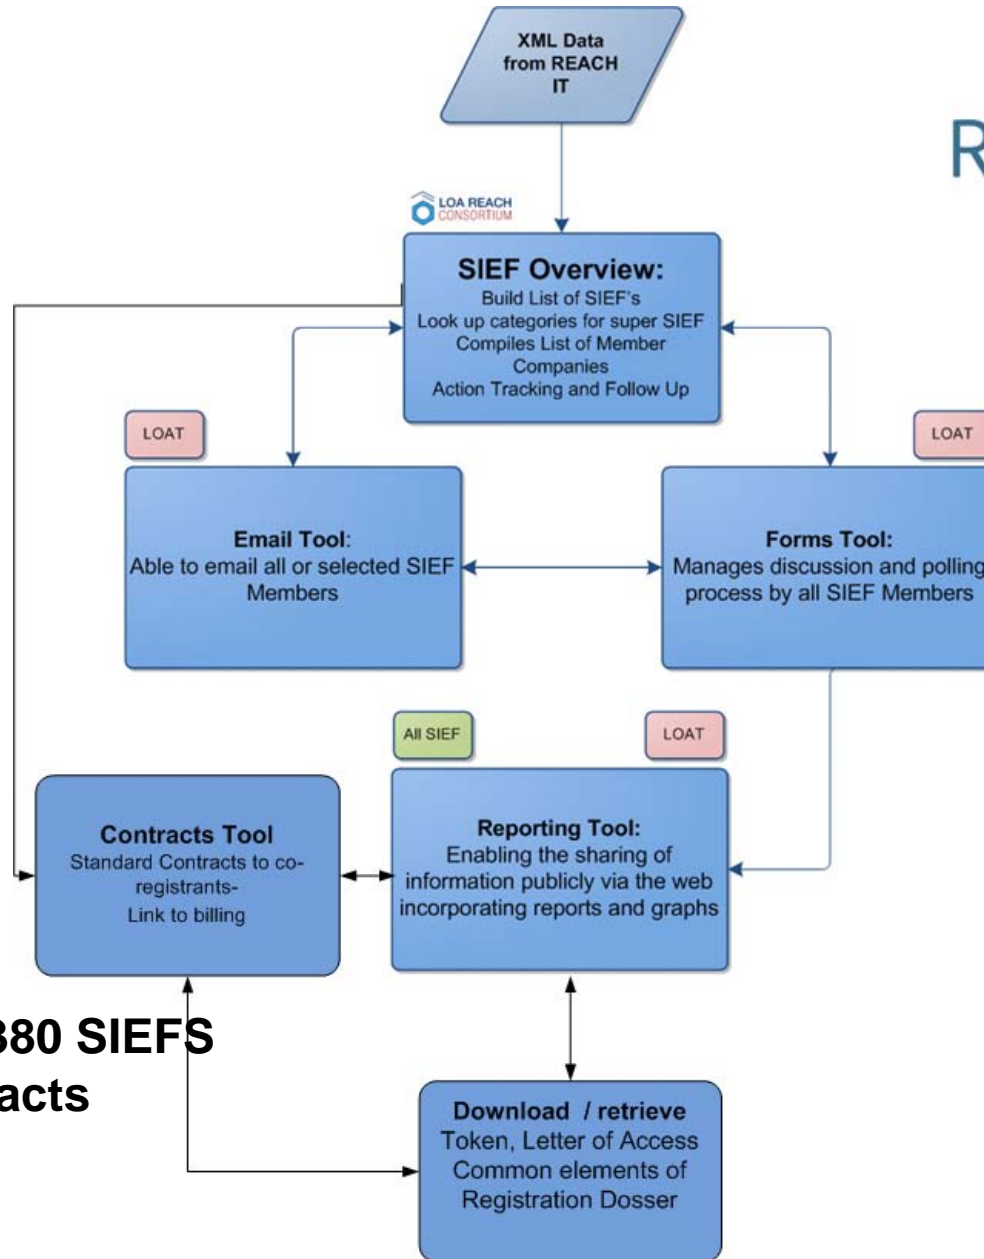 XML Data
from REACH
IT
R
LOA REACH
CONSORTIUM
SIEF Overview:
Build List of SIEF's
Look up categories for super SIEF
Compiles List of Member
Companies
Action Tracking and Follow Up
LOAT
LOAT
Email Tool:
Able to email all or selected SIEF
Members
Forms Tool:
Manages discussion and polling
process by all SIEF Members
All SIEF
LOAT
Contracts Tool
Standard Contracts to co-
registrants-
Link to billing
Reporting Tool:
Enabling the sharing of
information publicly via the web
incorporating reports and graphs
380 SIEFS
acts
Download / retrieve
Token, Letter of Access
Common elements of
Registration Dosser